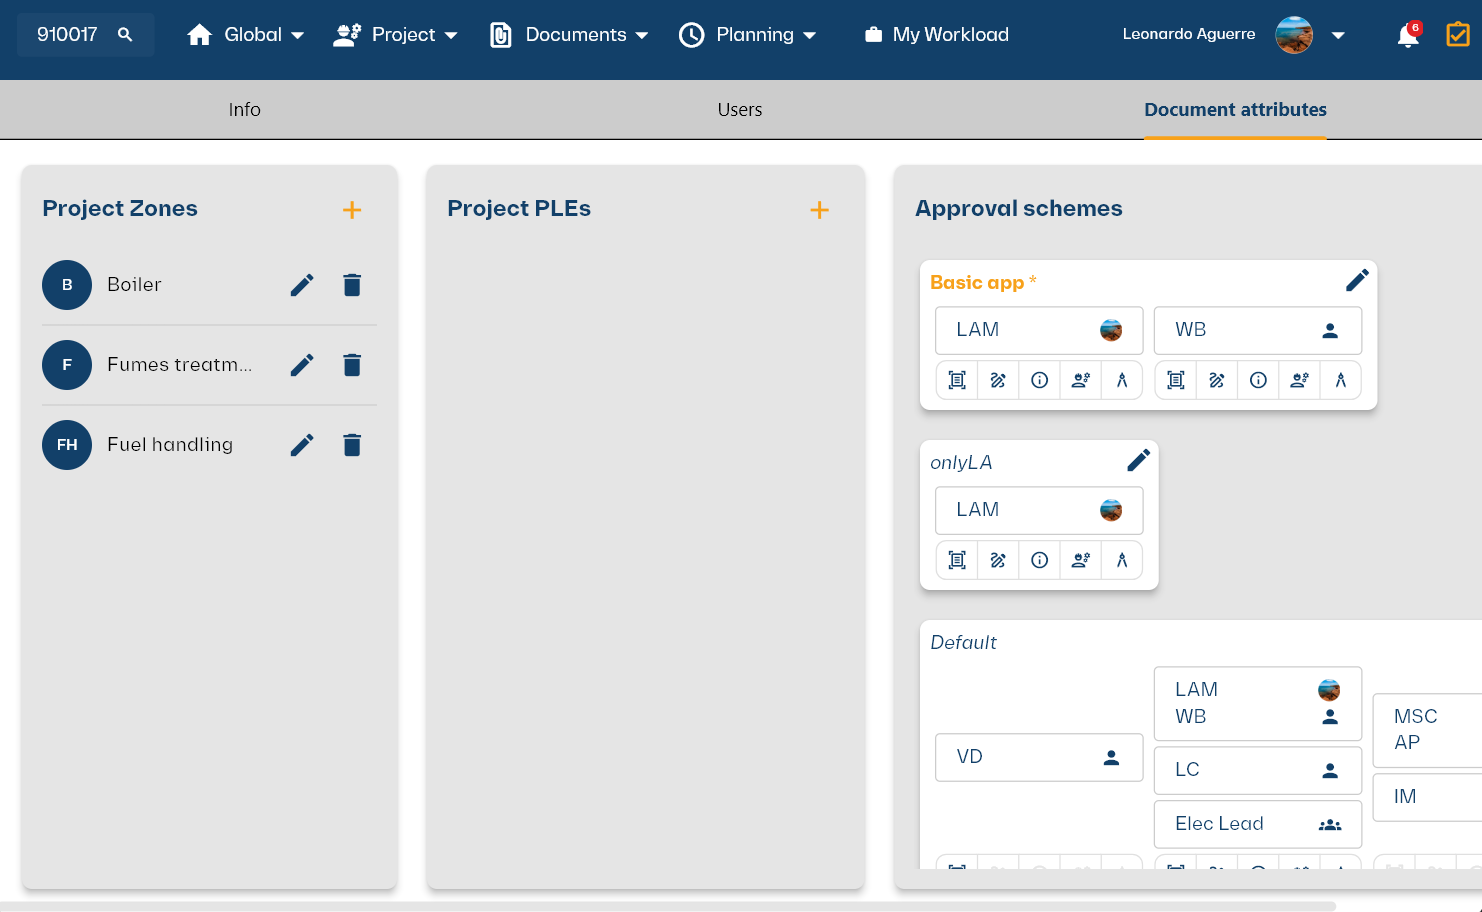 910017
Global
Project
Documents
Planning
My Workload
Leonardo Aguerre
6
Info
Users
Document attributes
Project Zones
B
Boiler
F
Fumes treatm...
FH
Fuel handling
Project PLEs
Approval schemes
Basic app *
LAM
WB
onlyLA
LAM
Default
VD
LAM
WB
LC
Elec Lead
MSC
AP
IM